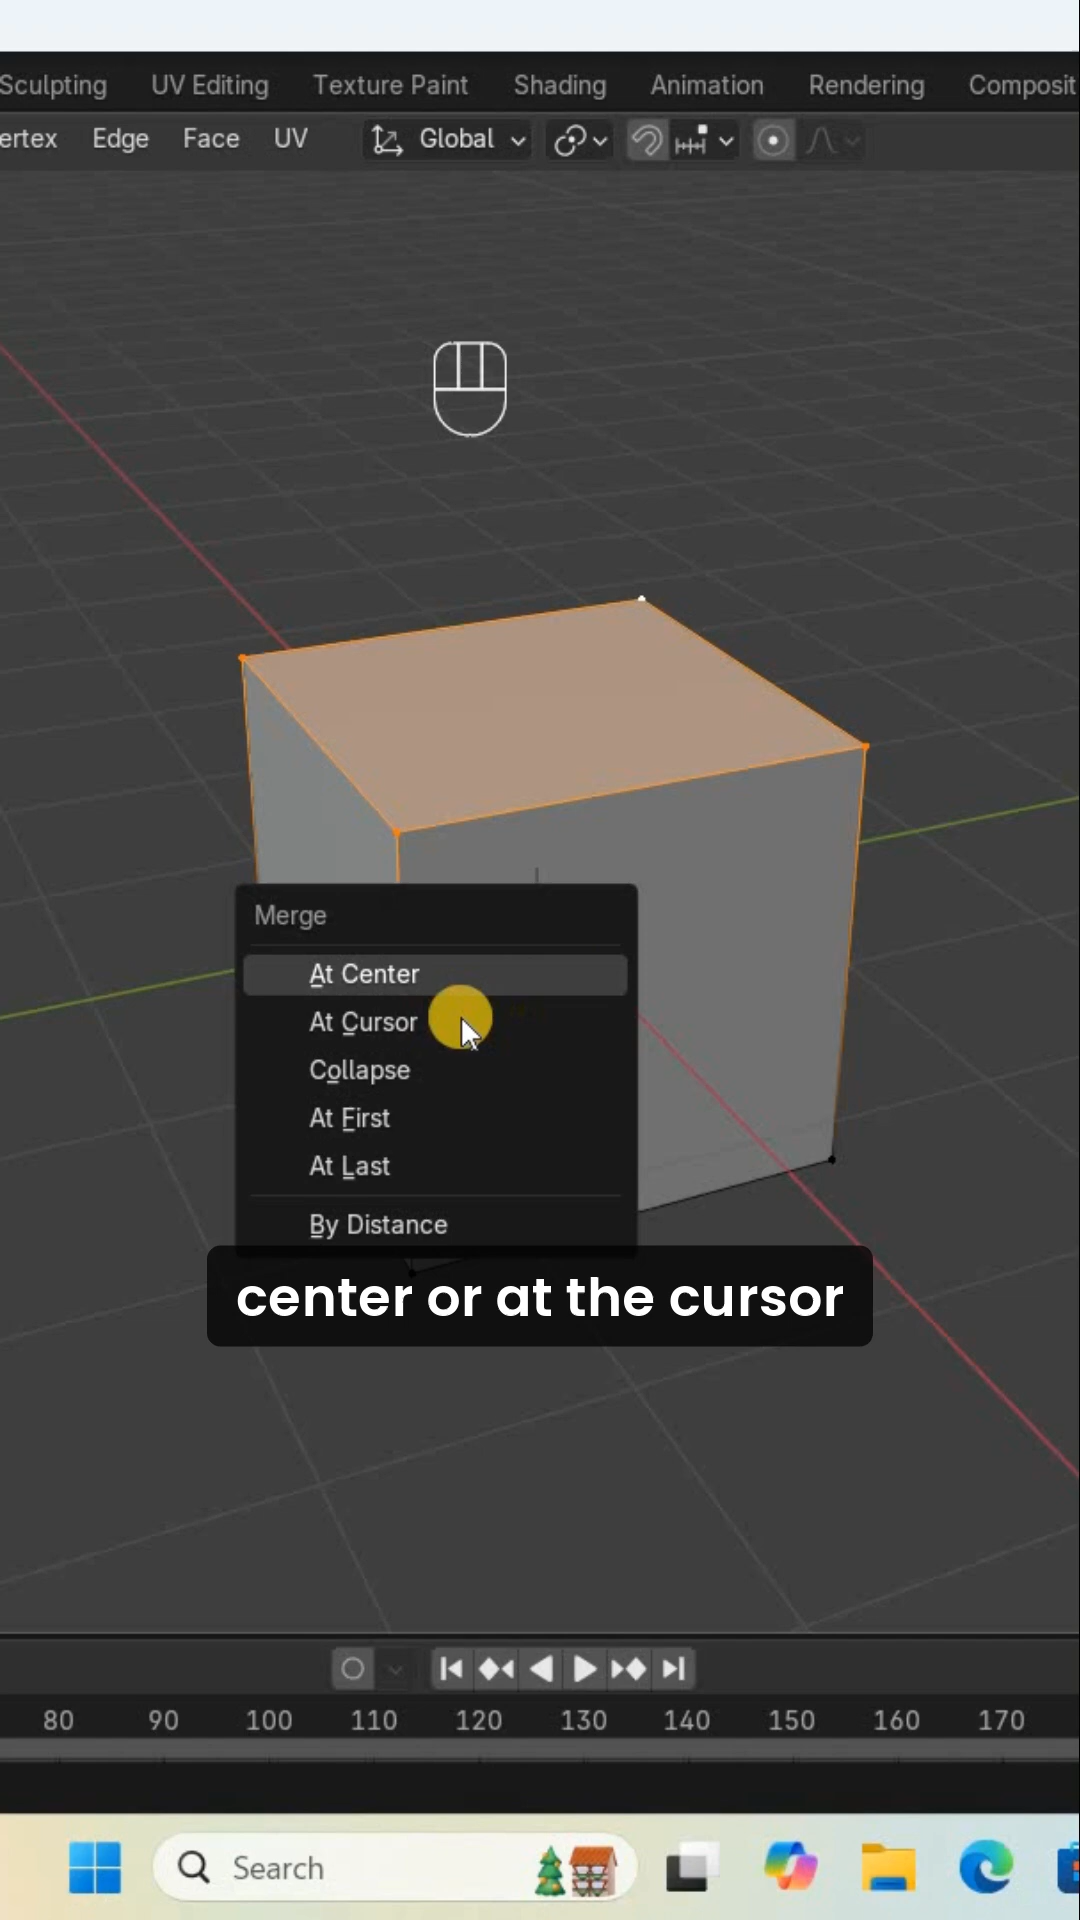 Sculpting UV Editing Texture Paint Shading Animation Rendering Composit
ertex Edge Face UV Global
Merge
At Center
At Cursor
Collapse
At First
At Last
By Distance
center or at the cursor
80 90 100 110 120 130 140 150 160 170
Search